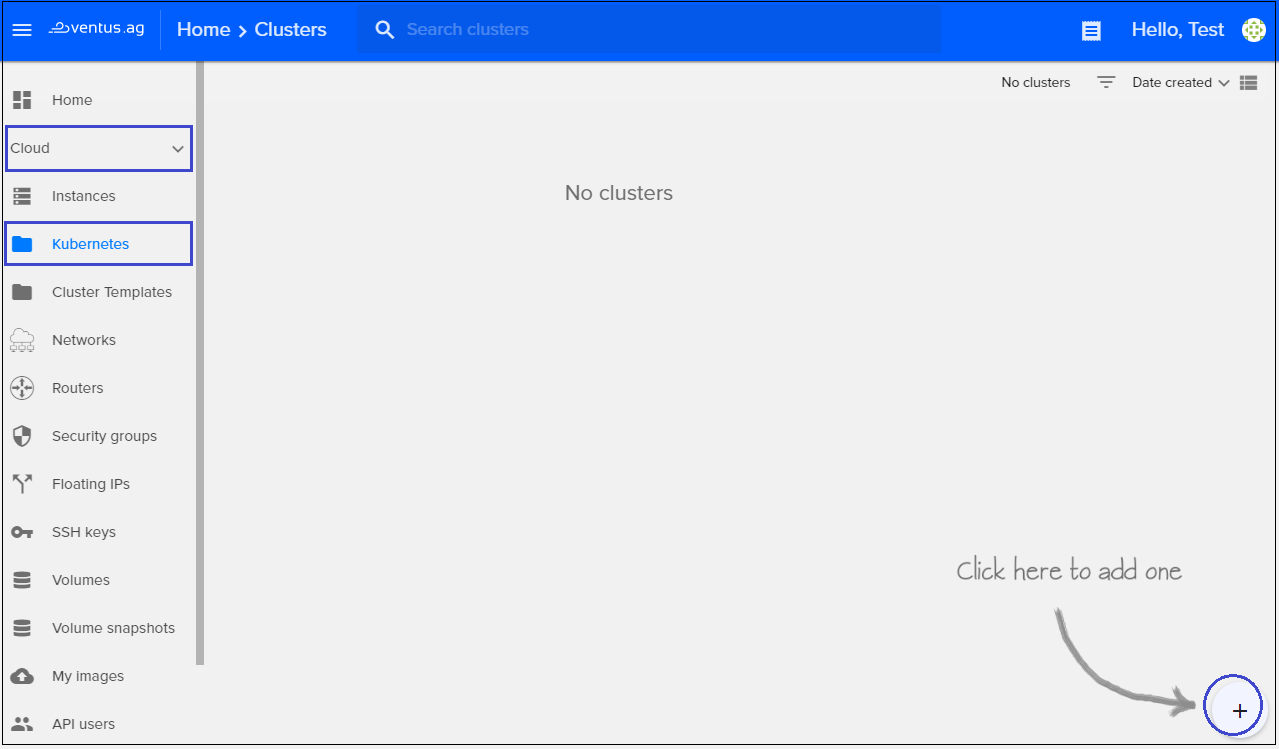 ventus.ag
Home > Clusters
Search clusters
Hello, Test
No clusters
Date created
Home
Cloud
Instances
Kubernetes
Cluster Templates
Networks
Routers
Security groups
Floating IPs
SSH keys
Volumes
Volume snapshots
My images
API users
No clusters
Click here to add one
+